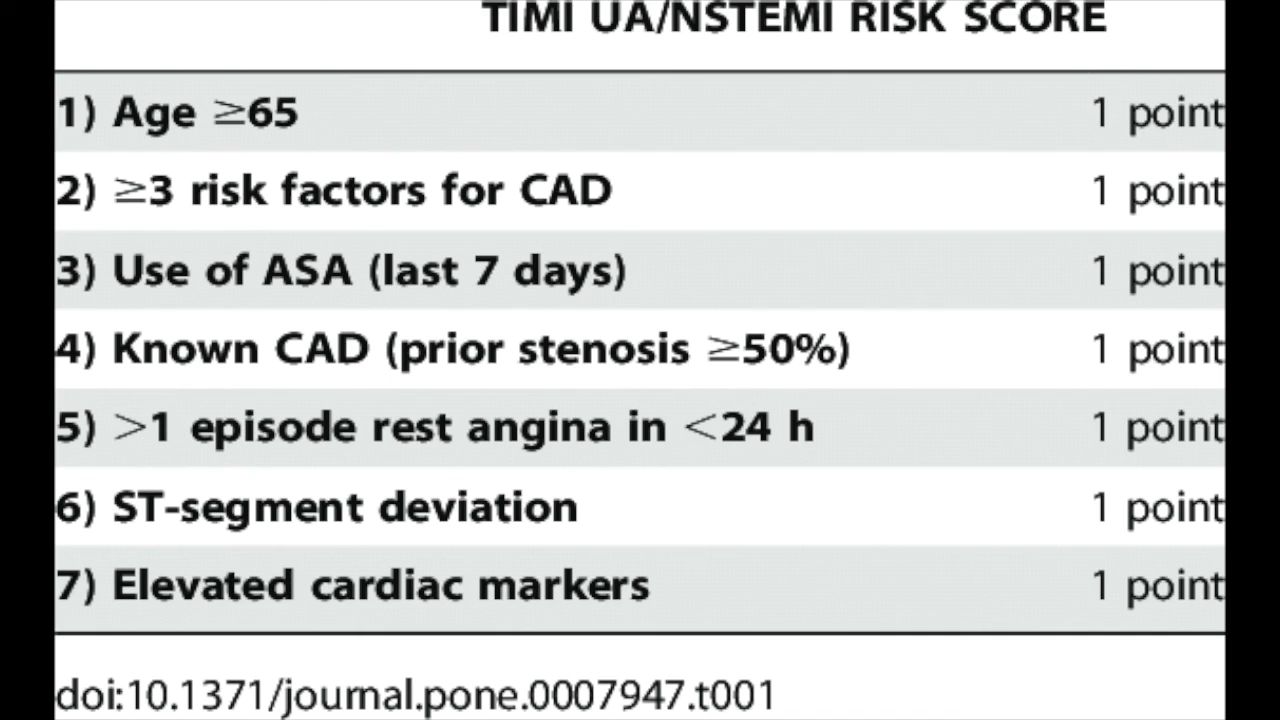 TIMI UA/NSTEMI RISK SCORE
1) Age ≥65 1 point
2) ≥3 risk factors for CAD 1 point
3) Use of ASA (last 7 days) 1 point
4) Known CAD (prior stenosis ≥50%) 1 point
5) >1 episode rest angina in <24 h 1 point
6) ST-segment deviation 1 point
7) Elevated cardiac markers 1 point
doi:10.1371/journal.pone.0007947.t001